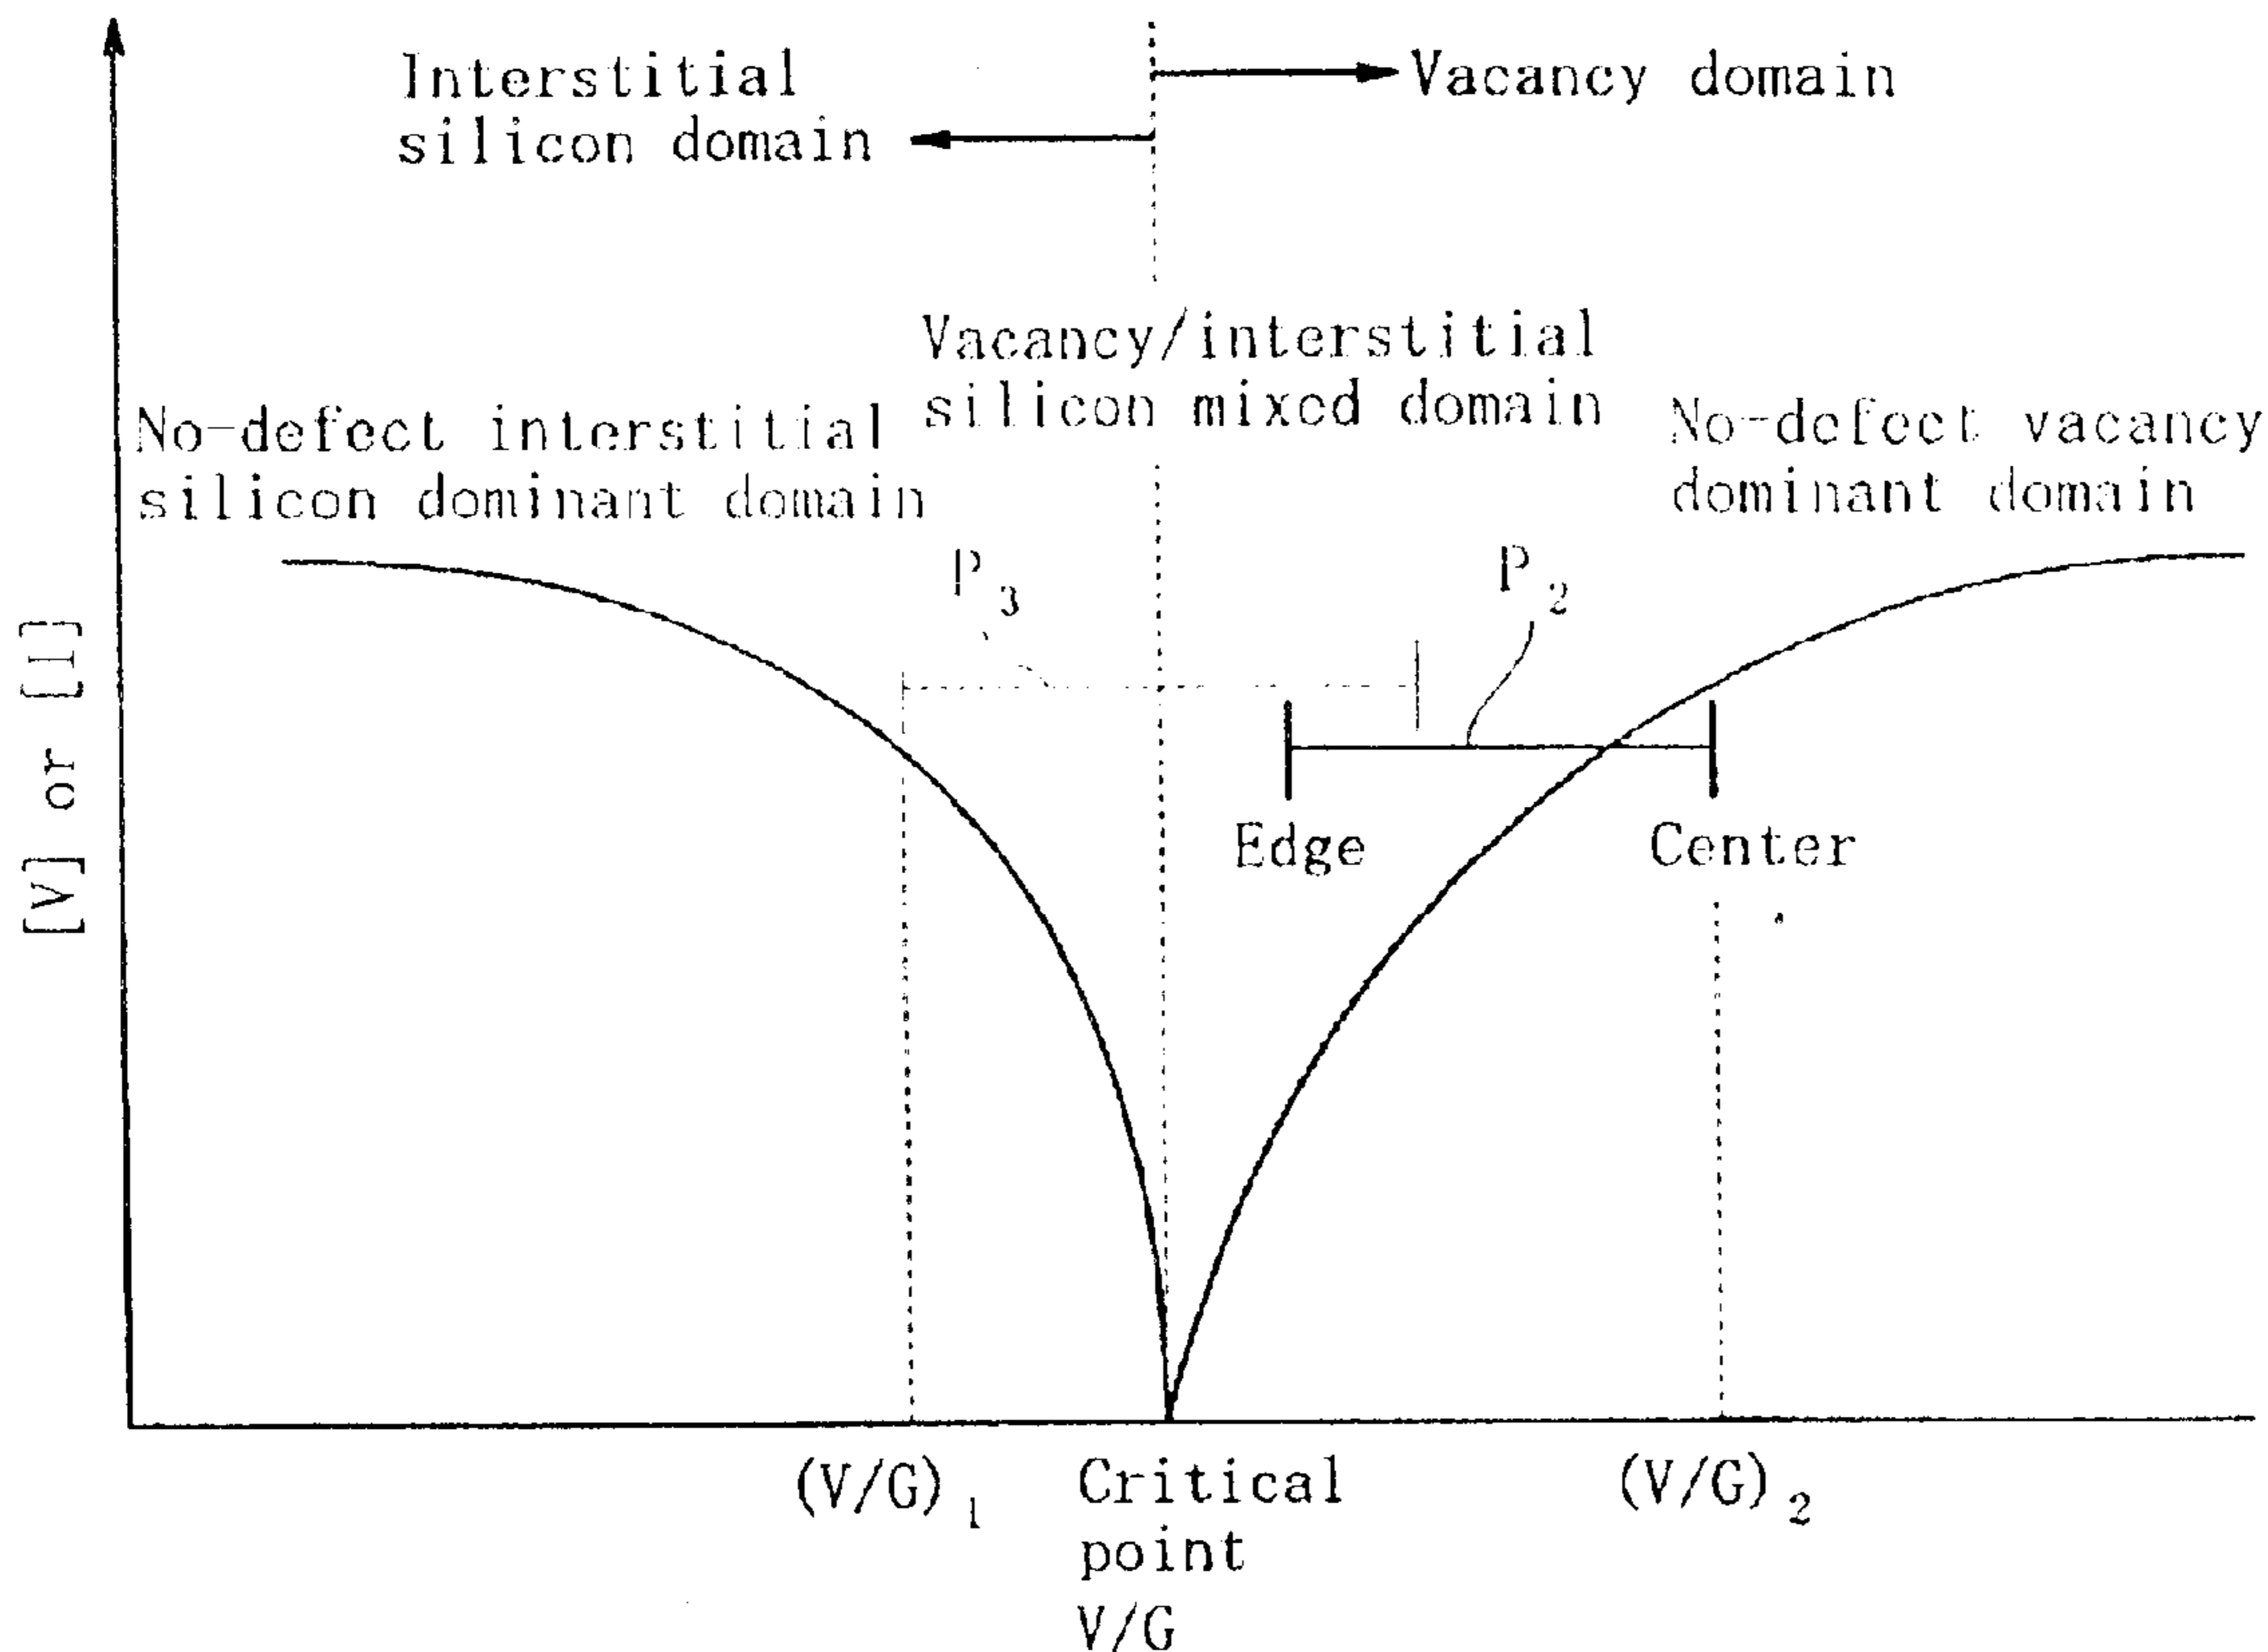 Interstitial
silicon domain
Vacancy domain
Vacancy/interstitial
silicon mixed domain
No-defect interstitial
silicon dominant domain
No-defect vacancy
dominant domain
P3
P2
[V] or [I]
Edge
Center
(V/G)1
Critical
point
V/G
(V/G)2